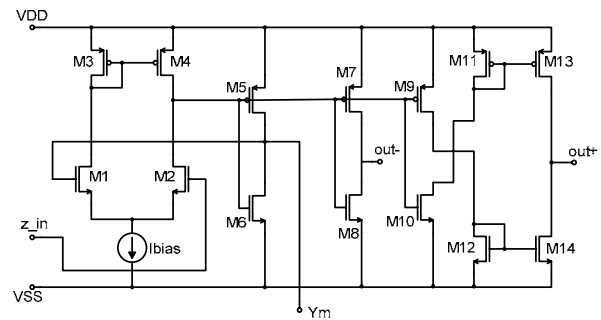 VDD
M3 M4 M5 M7 M9 M11 M13
out- out+
M1 M2
z_in
Ibias
M6 M8 M10 M12 M14
VSS
Ym